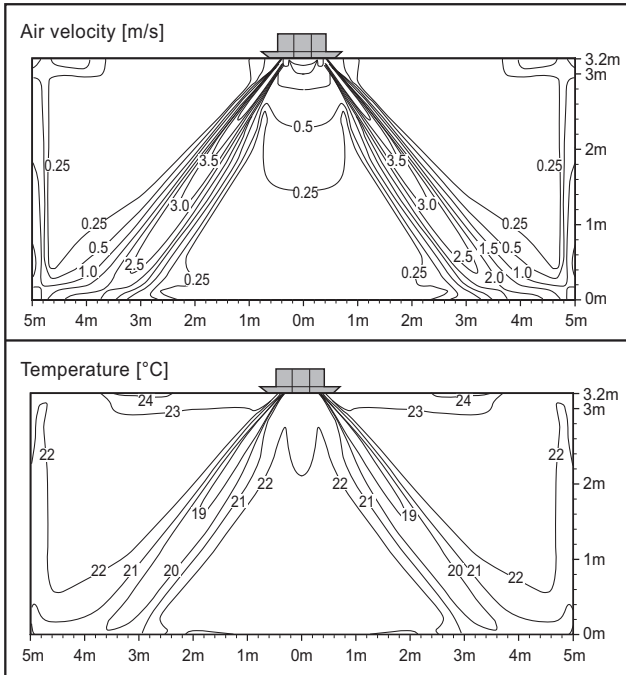 Air velocity [m/s]
3.2m
3m
0.5
3.5 3.5
2m
0.25 0.25 0.25
3.0 3.0
0.25 0.25
1m
0.5 1.5 0.5
1.0 2.5 2.5 2.0 1.0
0.25 0.25
0m
5m 4m 3m 2m 1m 0m 1m 2m 3m 4m 5m
Temperature [°C]
3.2m
24 24
23 23
3m
22 22
22 22
2m
21 21
19 19
1m
22 21 20 20 21 22
0m
5m 4m 3m 2m 1m 0m 1m 2m 3m 4m 5m